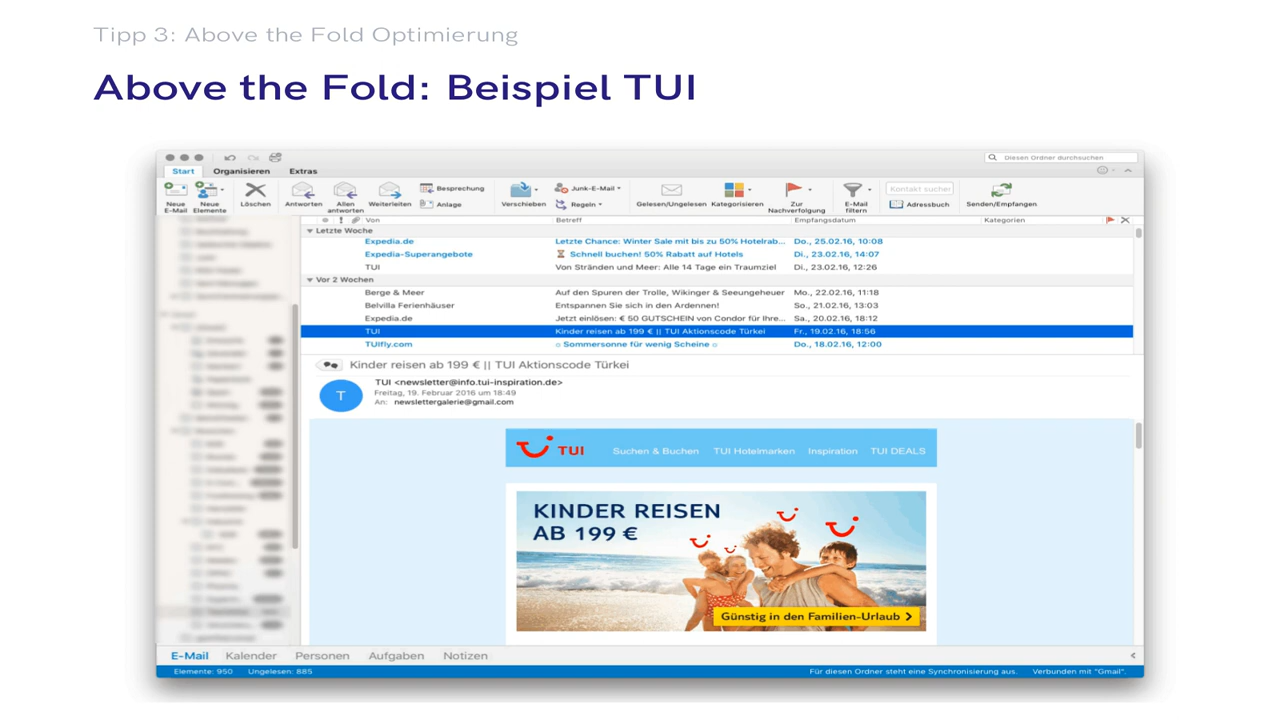 Tipp 3: Above the Fold Optimierung
Above the Fold: Beispiel TUI
Diesen Ordner durchsuchen
Start Organisieren Extras
Neue E-Mail
Neue Elemente
Löschen
Antworten
Allen antworten
Weiterleiten
Besprechung
Anlage
Verschieben
Junk-E-Mail
Regeln
Gelesen/Ungelesen
Kategorisieren
Zur Nachverfolgung
E-Mail filtern
Kontakt suchen
Adressbuch
Senden/Empfangen
! Von Betreff Empfangsdatum Kategorien
Letzte Woche
Expedia.de Letzte Chance: Winter Sale mit bis zu 50% Hotelrab... Do., 25.02.16, 10:08
Expedia-Superangebote Schnell buchen! 50% Rabatt auf Hotels Di., 23.02.16, 14:07
TUI Von Stränden und Meer: Alle 14 Tage ein Traumziel Di., 23.02.16, 12:26
Vor 2 Wochen
Berge & Meer Auf den Spuren der Trolle, Wikinger & Seeungeheuer Mo., 22.02.16, 11:18
Belvilla Ferienhäuser Entspannen Sie sich in den Ardennen! So., 21.02.16, 13:03
Expedia.de Jetzt einlösen: € 50 GUTSCHEIN von Condor für Ihre... Sa., 20.02.16, 18:12
TUI Kinder reisen ab 199 € || TUI Aktionscode Türkei Fr., 19.02.16, 18:56
TUIfly.com ☼ Sommersonne für wenig Scheine ☼ Do., 18.02.16, 12:00
Kinder reisen ab 199 € || TUI Aktionscode Türkei
T
TUI <newsletter@info.tui-inspiration.de>
Freitag, 19. Februar 2016 um 18:49
An: newslettergalerie@gmail.com
TUI Suchen & Buchen TUI Hotelmarken Inspiration TUI DEALS
KINDER REISEN
AB 199 €
Günstig in den Familien-Urlaub
E-Mail Kalender Personen Aufgaben Notizen
Elemente: 950 Ungelesen: 885 Für diesen Ordner steht eine Synchronisierung aus. Verbunden mit "Gmail".